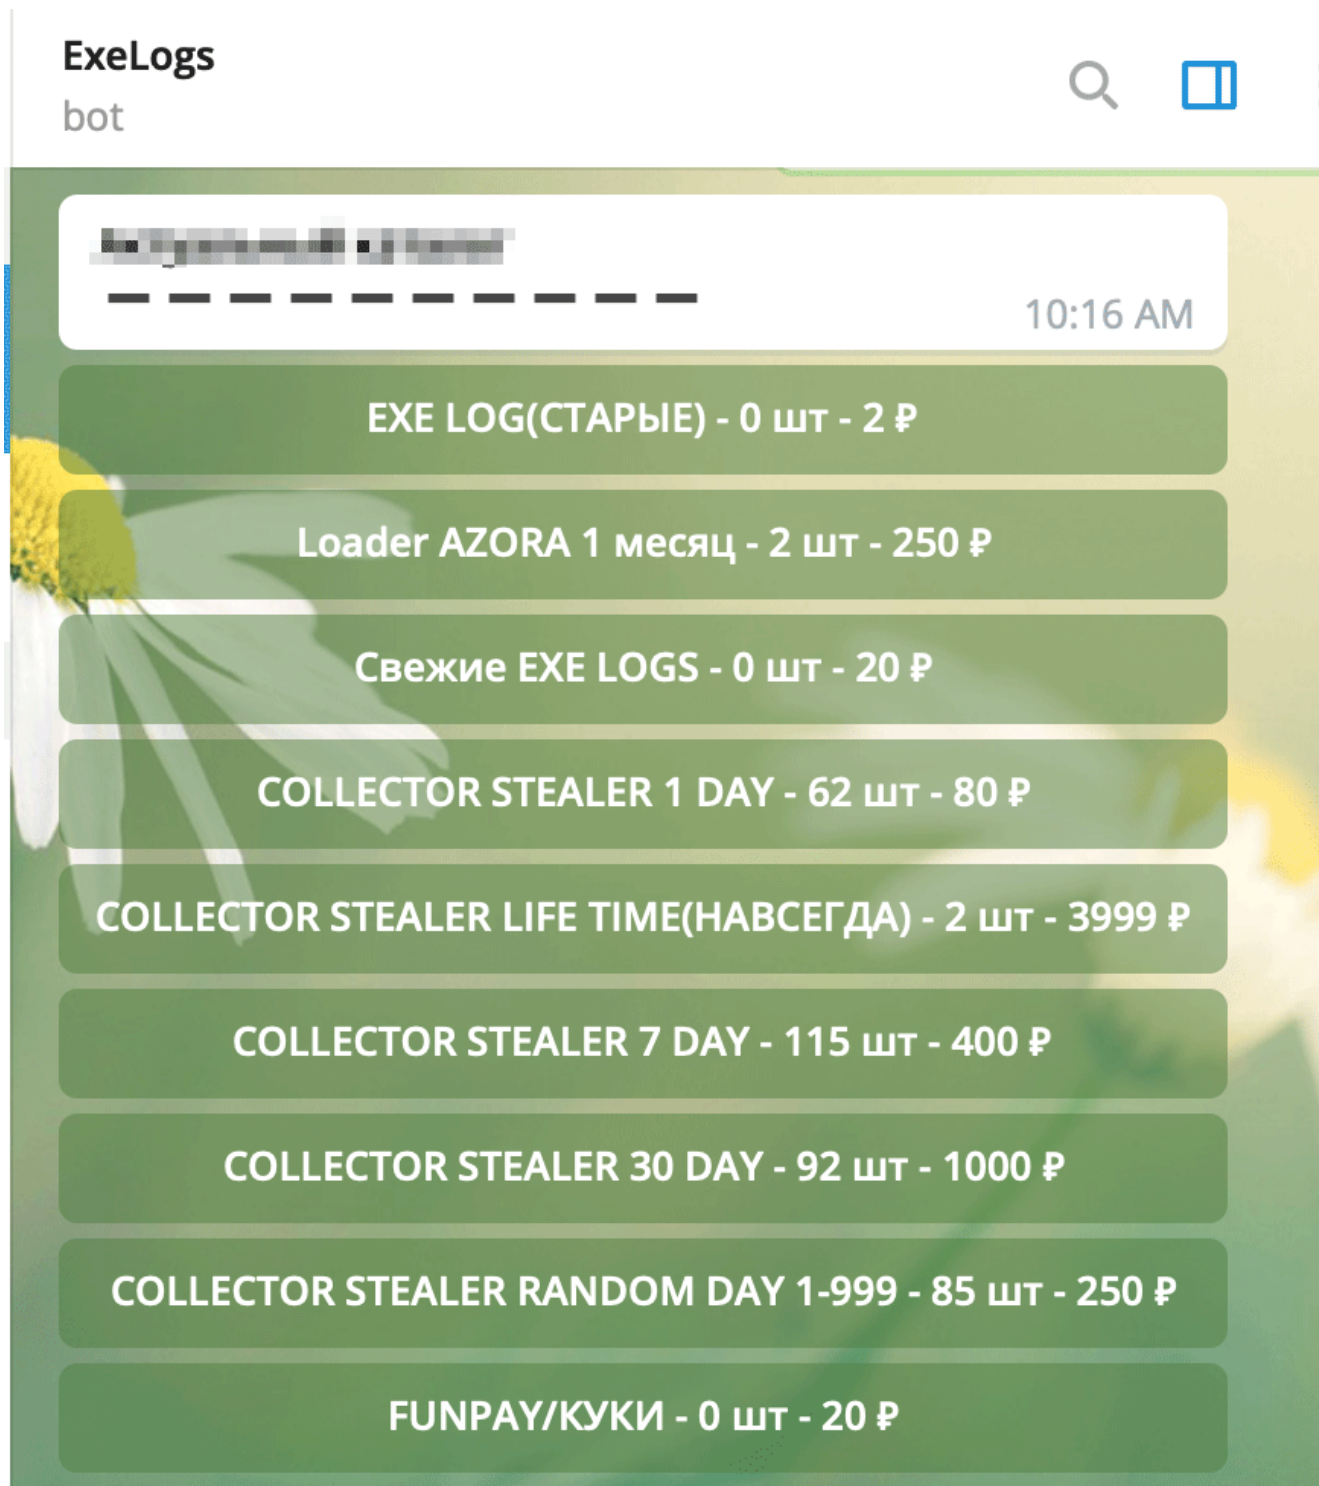 ExeLogs
bot
10:16 AM
EXE LOG(СТАРЫЕ) - 0 шт - 2 ₽
Loader AZORA 1 месяц - 2 шт - 250 ₽
Свежие EXE LOGS - 0 шт - 20 ₽
COLLECTOR STEALER 1 DAY - 62 шт - 80 ₽
COLLECTOR STEALER LIFE TIME(НАВСЕГДА) - 2 шт - 3999 ₽
COLLECTOR STEALER 7 DAY - 115 шт - 400 ₽
COLLECTOR STEALER 30 DAY - 92 шт - 1000 ₽
COLLECTOR STEALER RANDOM DAY 1-999 - 85 шт - 250 ₽
FUNPAY/КУКИ - 0 шт - 20 ₽